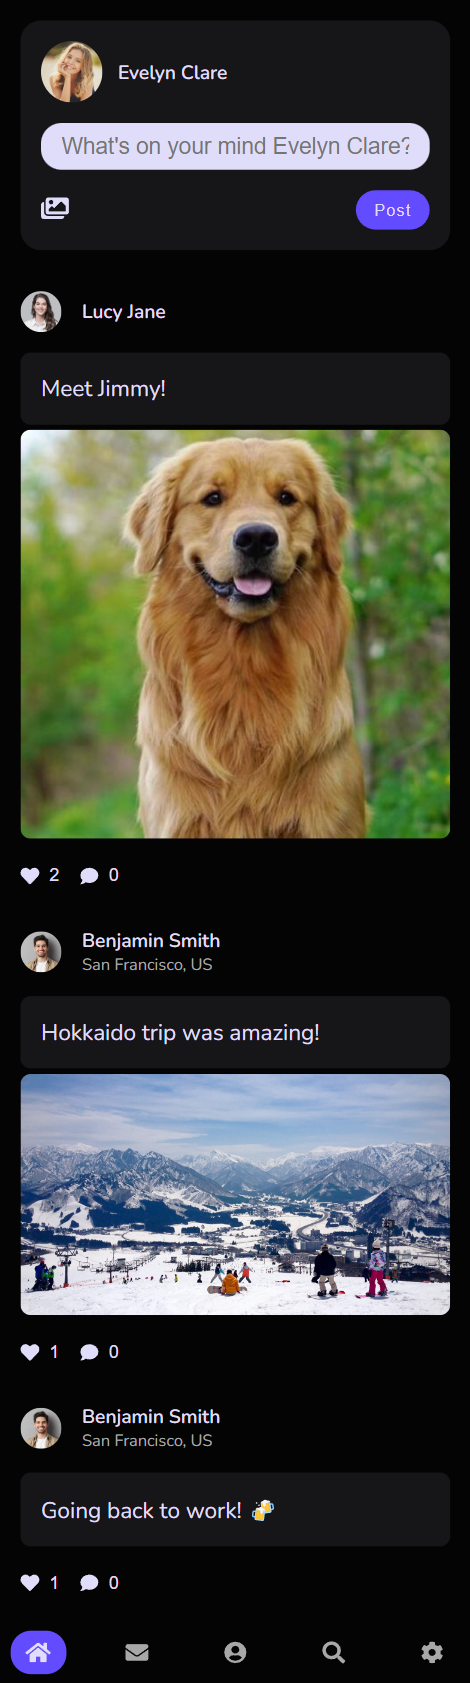 Evelyn Clare
What's on your mind Evelyn Clare?
Post
Lucy Jane
Meet Jimmy!
2 0
Benjamin Smith
San Francisco, US
Hokkaido trip was amazing!
1 0
Benjamin Smith
San Francisco, US
Going back to work! 🍻
1 0